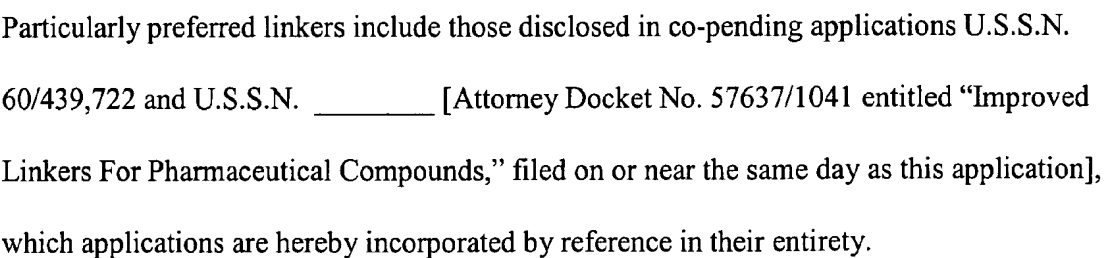 Particularly preferred linkers include those disclosed in co-pending applications U.S.S.N.
60/439,722 and U.S.S.N. ________ [Attorney Docket No. 57637/1041 entitled “Improved
Linkers For Pharmaceutical Compounds,” filed on or near the same day as this application],
which applications are hereby incorporated by reference in their entirety.